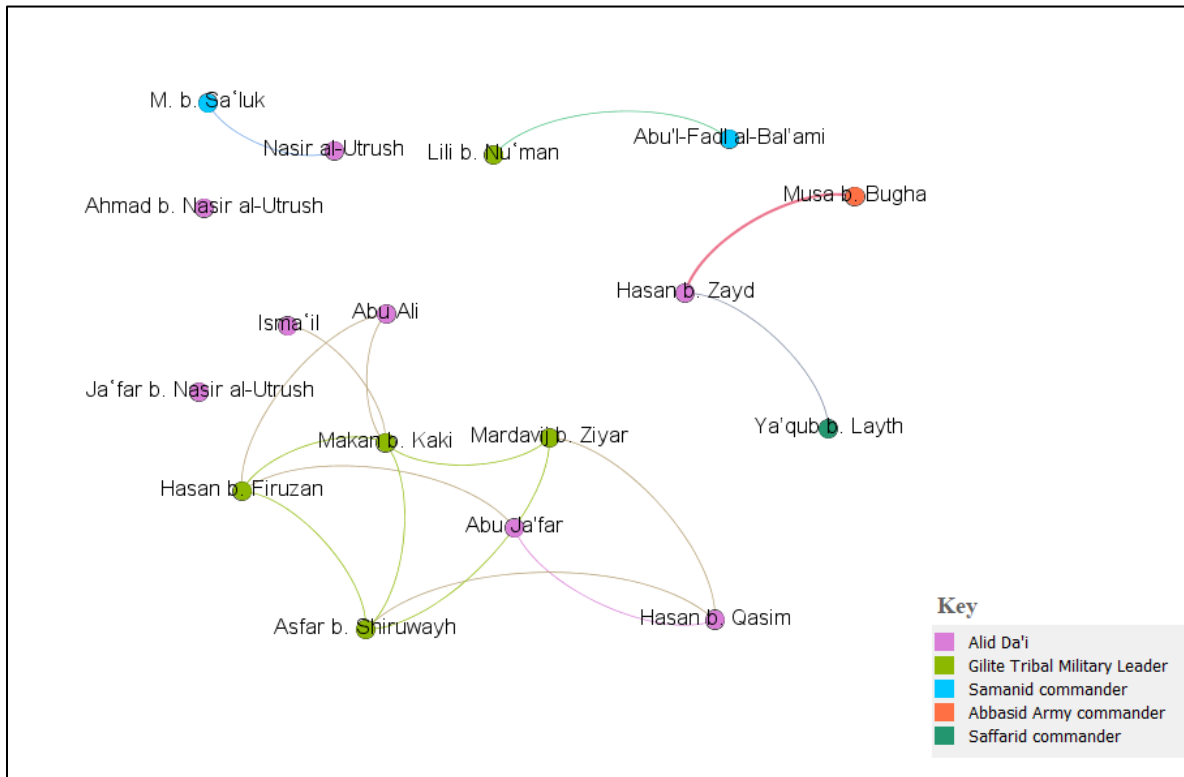 M. b. Saʿluk
Nasir al-Utrush
Lili b. Nuʿman
Abu'l-Fadl al-Bal'ami
Musa b. Bugha
Ahmad b. Nasir al-Utrush
Hasan b. Zayd
Abu Ali
Ismaʿil
Jaʿfar b. Nasir al-Utrush
Makan b. Kaki
Mardavij b. Ziyar
Ya'qub b. Layth
Hasan b. Firuzan
Abu Ja'far
Asfar b. Shiruwayh
Hasan b. Qasim
Key
Alid Da'i
Gilite Tribal Military Leader
Samanid commander
Abbasid Army commander
Saffarid commander